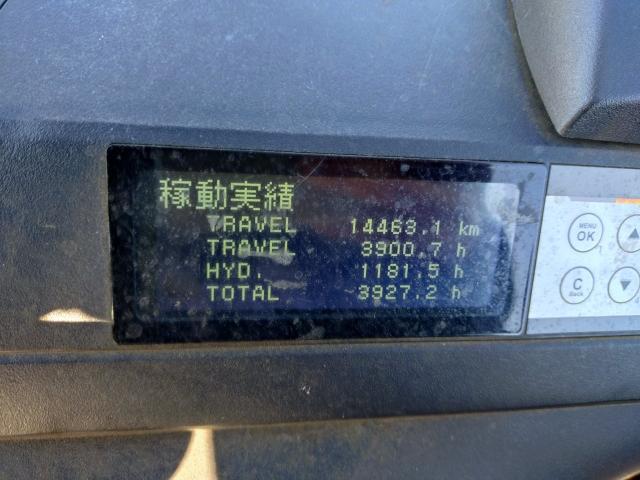 稼動実績
TRAVEL 14463.1 km
TRAVEL 3900.7 h
HYD. 1181.5 h
TOTAL 3927.2 h
MENU
OK
C
Back